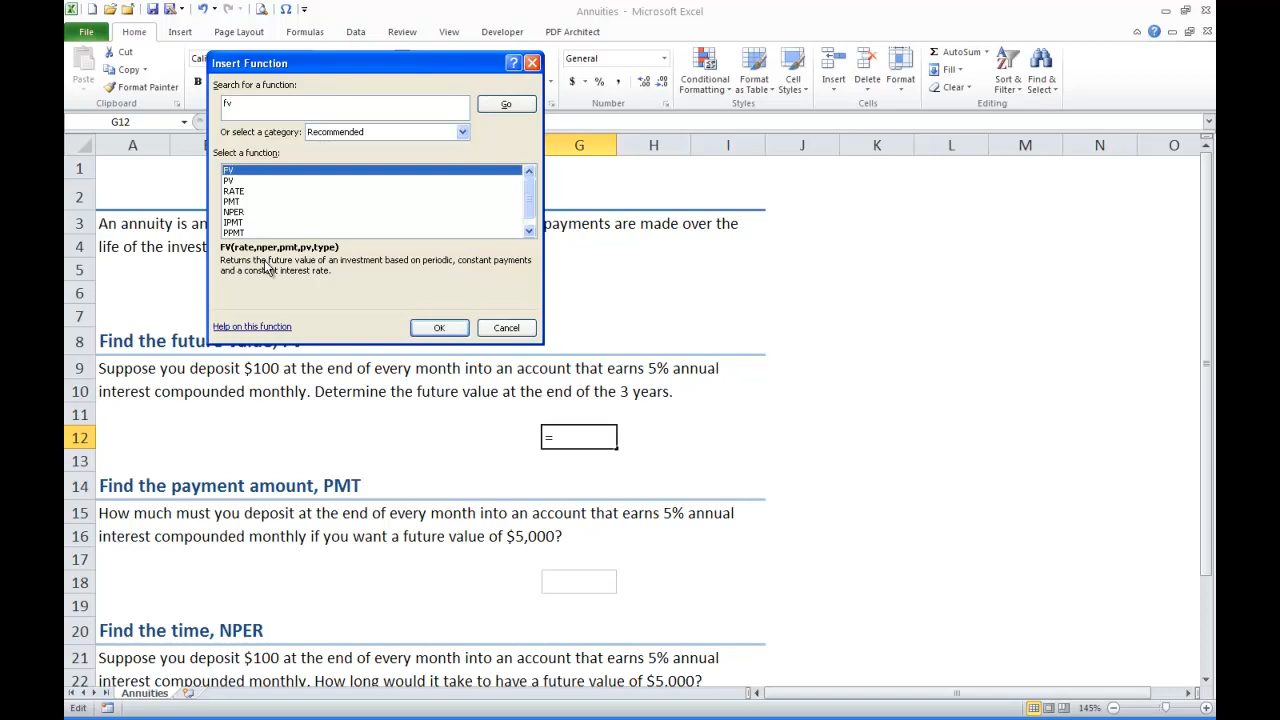 Annuities - Microsoft Excel
File Home Insert Page Layout Formulas Data Review View Developer PDF Architect
Paste
Cut
Copy
Format Painter
Clipboard
B
General
$ % ,
Number
Conditional Formatting
Format as Table
Cell Styles
Styles
Insert
Delete
Format
Cells
AutoSum
Fill
Clear
Sort & Filter
Find & Select
Editing
G12
A G H I J K L M N O
1
2
3 An annuity is an payments are made over the
4 life of the invest
5
6
7
8 Find the futu
9 Suppose you deposit $100 at the end of every month into an account that earns 5% annual
10 interest compounded monthly. Determine the future value at the end of the 3 years.
11
12 =
13
14 Find the payment amount, PMT
15 How much must you deposit at the end of every month into an account that earns 5% annual
16 interest compounded monthly if you want a future value of $5,000?
17
18
19
20 Find the time, NPER
21 Suppose you deposit $100 at the end of every month into an account that earns 5% annual
22 interest compounded monthly. How long would it take to have a future value of $5,000?
Annuities
Edit
145%
Insert Function
Search for a function:
fv
Go
Or select a category: Recommended
Select a function:
FV
PV
RATE
PMT
NPER
IPMT
PPMT
FV(rate,nper,pmt,pv,type)
Returns the future value of an investment based on periodic, constant payments
and a constant interest rate.
Help on this function
OK
Cancel